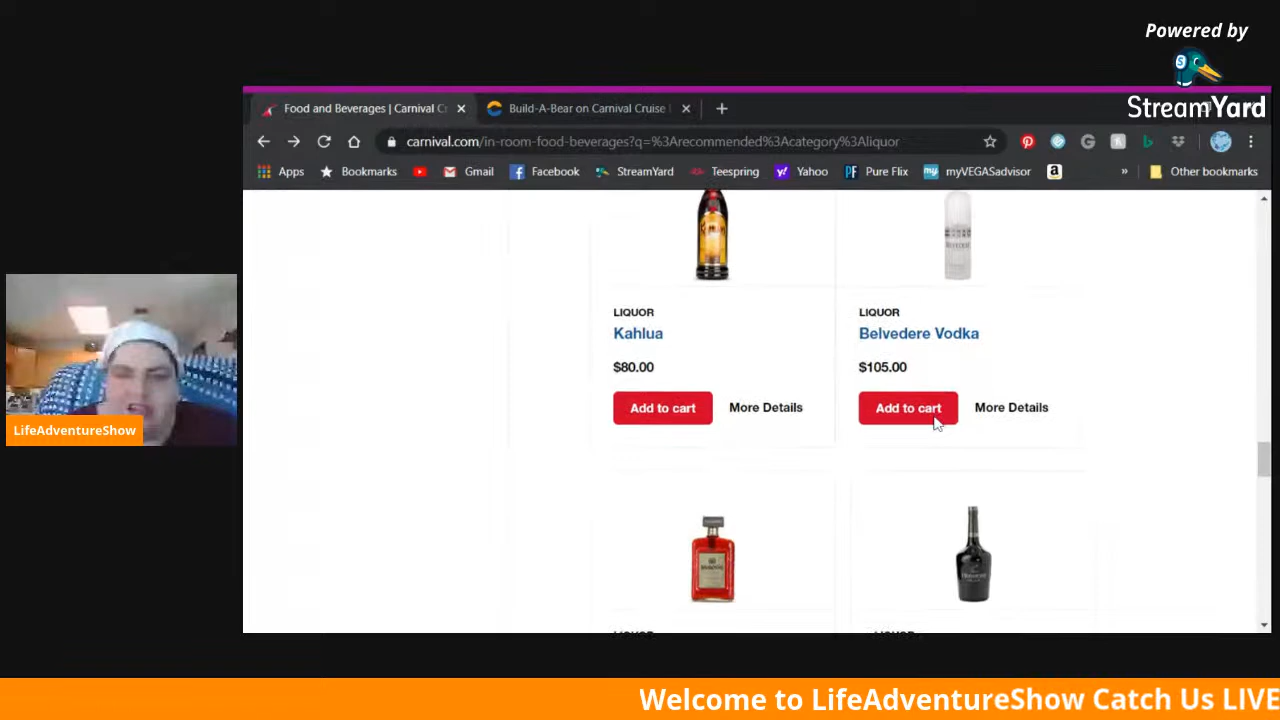 Powered by
StreamYard
Food and Beverages | Carnival C
Build-A-Bear on Carnival Cruise
carnival.com/in-room-food-beverages?q=%3Arecommended%3Acategory%3Aliquor
Apps Bookmarks Gmail Facebook StreamYard Teespring Yahoo PF Pure Flix my myVEGASadvisor a » Other bookmarks
LIQUOR LIQUOR
Kahlua Belvedere Vodka
$80.00 $105.00
Add to cart More Details Add to cart More Details
LifeAdventureShow
Welcome to LifeAdventureShow Catch Us LIVE